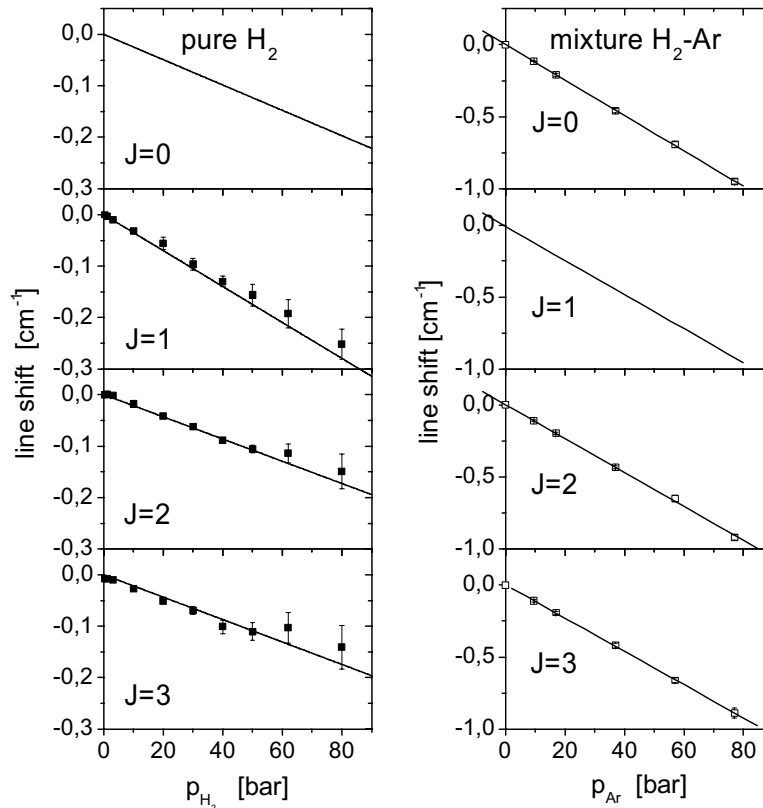 pure H₂
0,0
-0,1
-0,2
-0,3
J=0
0,0
-0,1
-0,2
-0,3
J=1
0,0
-0,1
-0,2
-0,3
J=2
0,0
-0,1
-0,2
-0,3
J=3
0 20 40 60 80
p_H₂ [bar]
line shift [cm⁻¹]
mixture H₂-Ar
0,0
-0,5
-1,0
J=0
0,0
-0,5
-1,0
J=1
0,0
-0,5
-1,0
J=2
0,0
-0,5
-1,0
J=3
0 20 40 60 80
p_Ar [bar]
line shift [cm⁻¹]